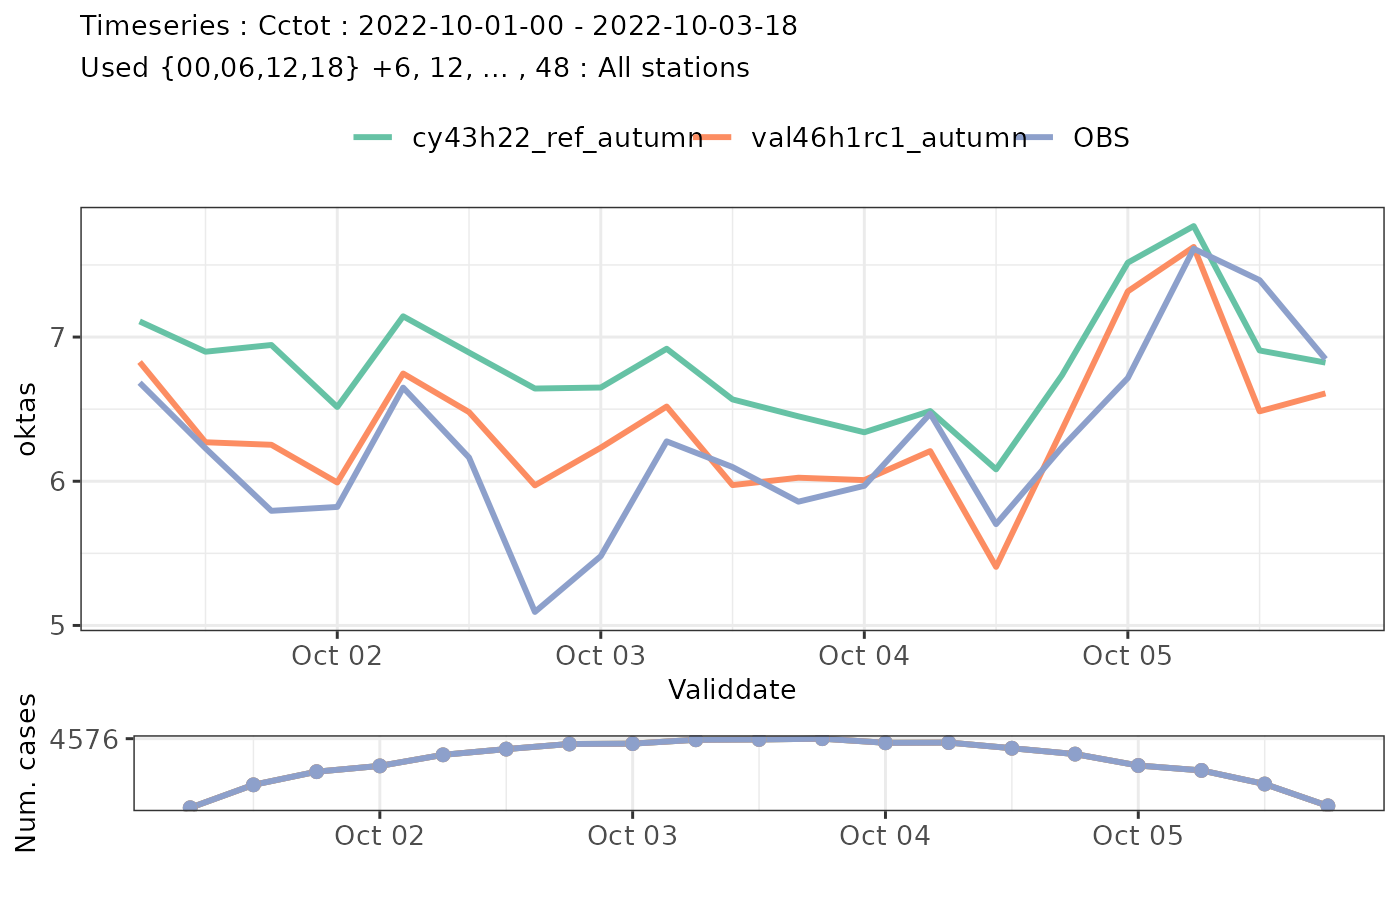 Timeseries : Cctot : 2022-10-01-00 - 2022-10-03-18
Used {00,06,12,18} +6, 12, ... , 48 : All stations
cy43h22_ref_autumn val46h1rc1_autumn OBS
oktas
7
6
5
Oct 02 Oct 03 Oct 04 Oct 05
Validdate
Num. cases
4576
Oct 02 Oct 03 Oct 04 Oct 05